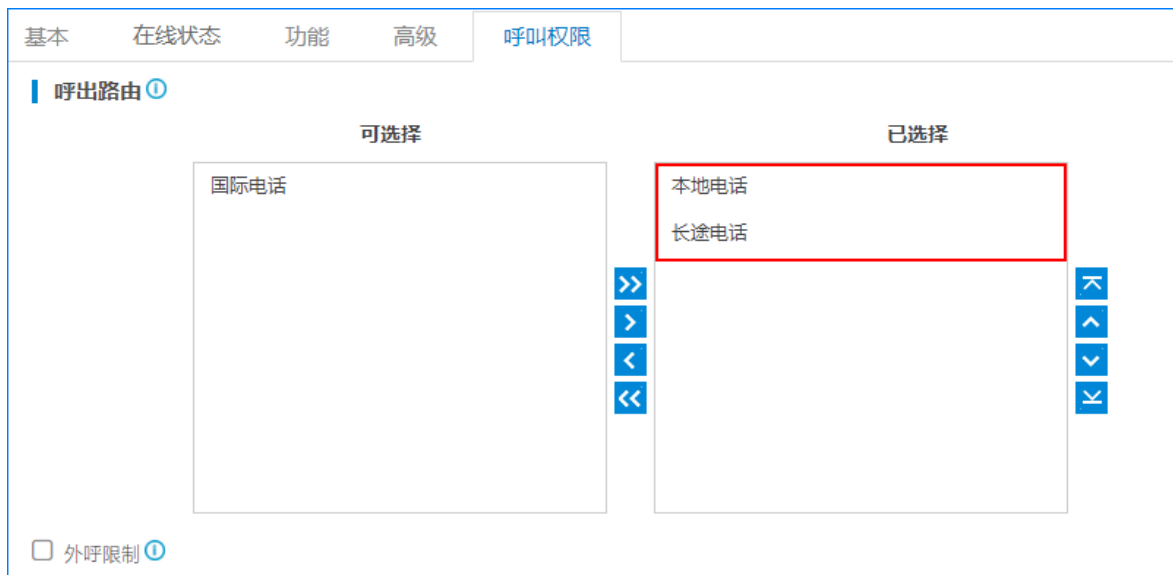 基本 在线状态 功能 高级 呼叫权限
呼出路由
可选择 已选择
国际电话 本地电话
长途电话
外呼限制